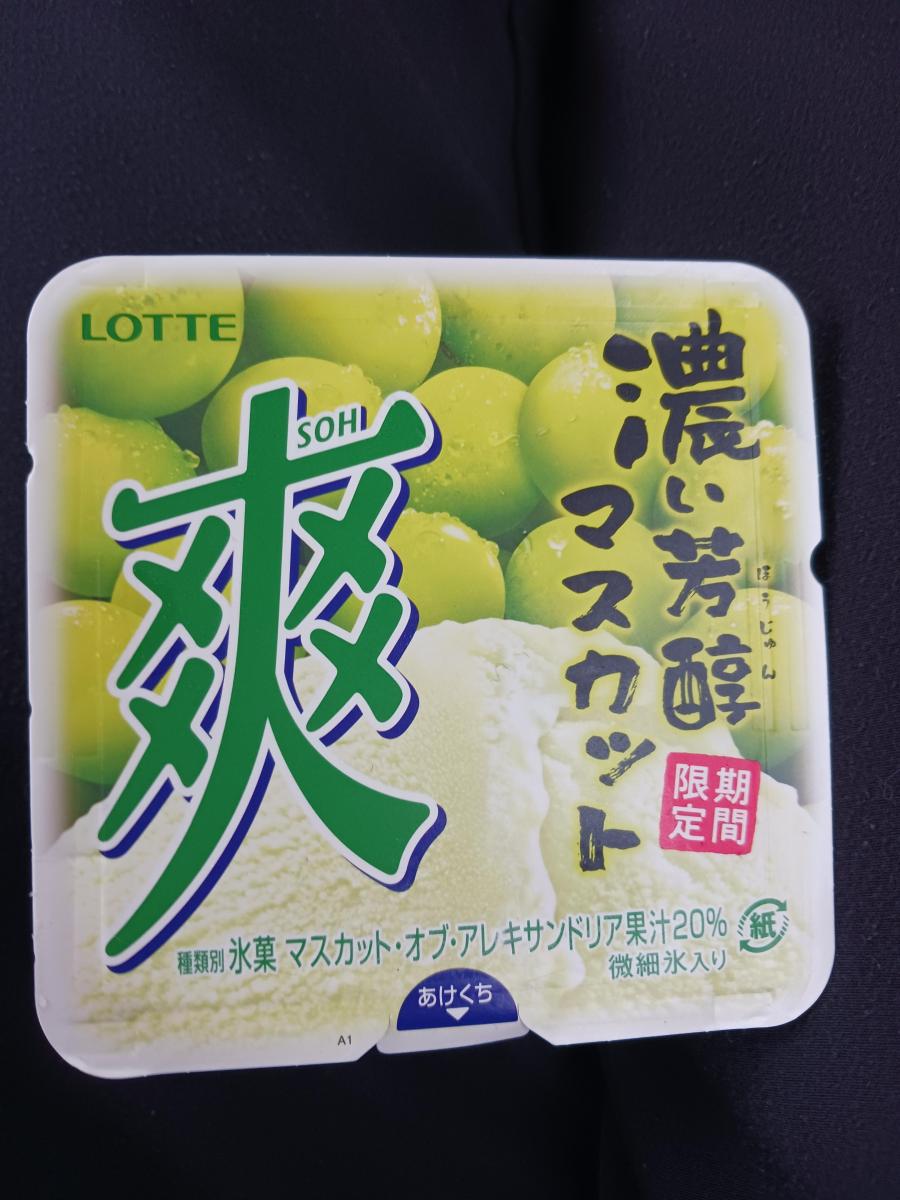 LOTTE
爽
SOH
濃い芳醇
ほうじゅん
マスカット
期間
限定
種類別 氷菓 マスカット・オブ・アレキサンドリア果汁20%
微細氷入り
紙
あけくち
A1